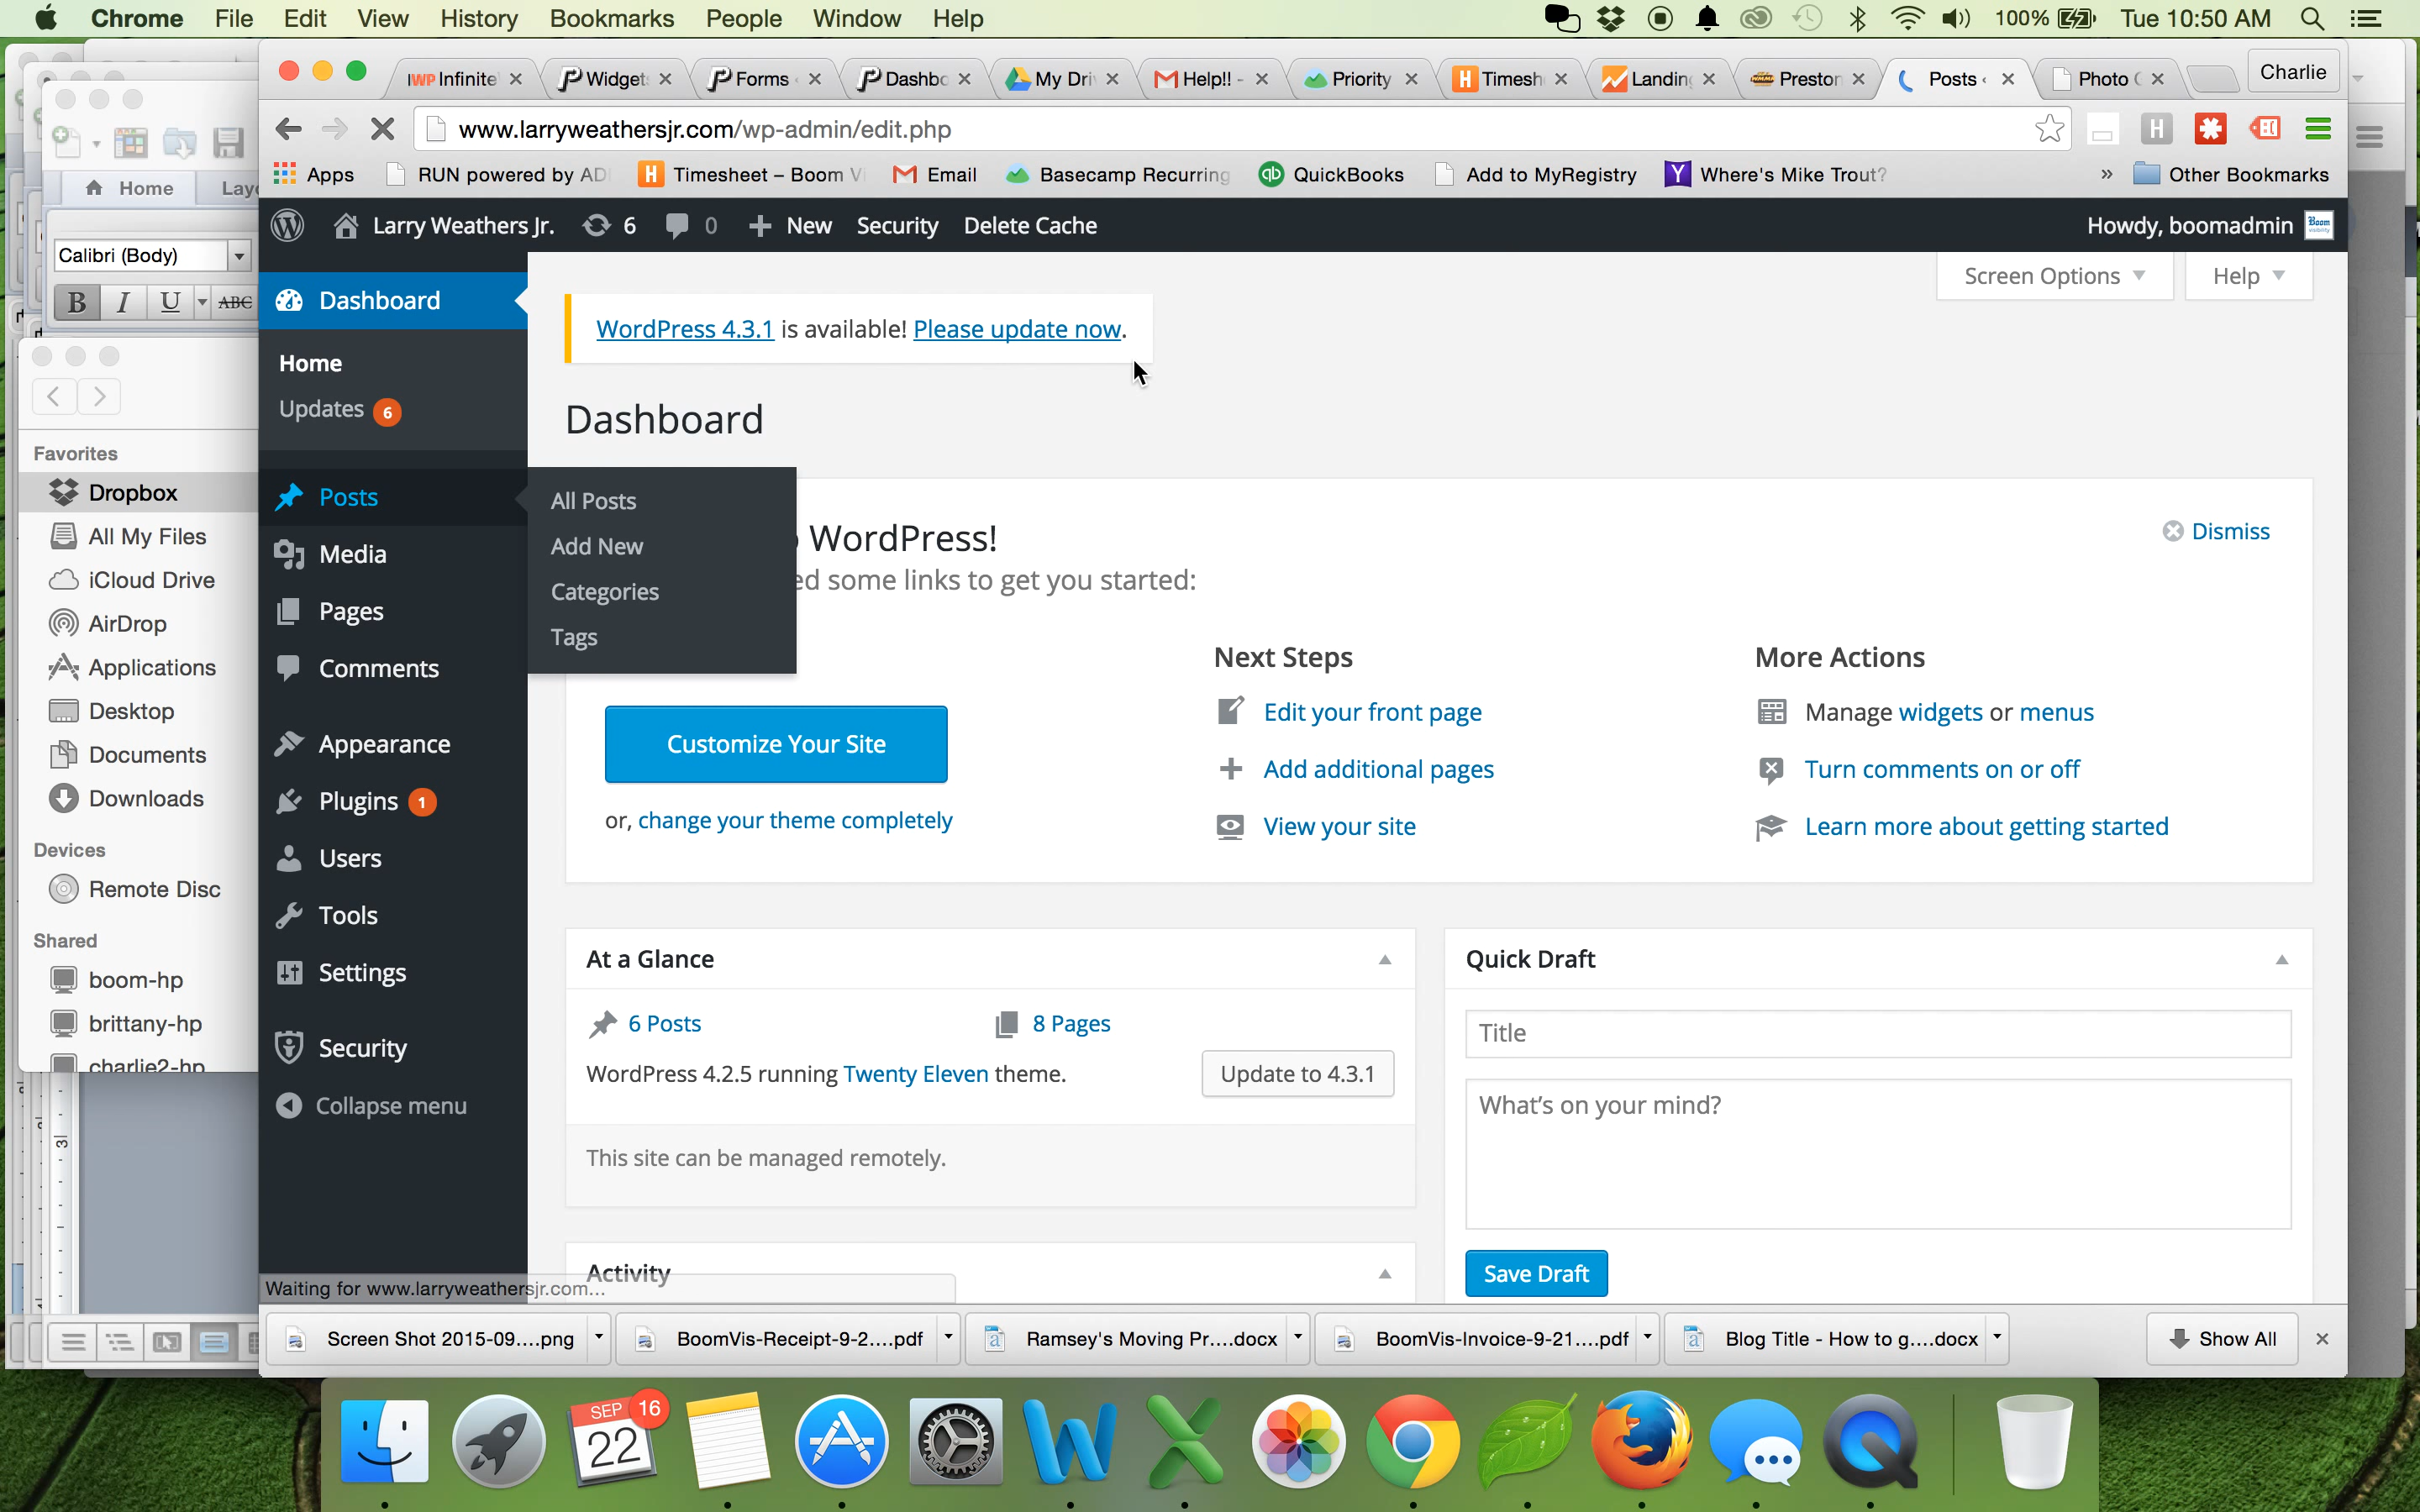 Chrome File Edit View History Bookmarks People Window Help 100% Tue 10:50 AM
IWP Infinite Widget Forms Dashbo My Dri Help!! - Priority Timesh Landin Preston Posts Photo Charlie
www.larryweathersjr.com/wp-admin/edit.php
Apps RUN powered by AD Timesheet – Boom Vi Email Basecamp Recurring QuickBooks Add to MyRegistry Where's Mike Trout? » Other Bookmarks
Home Layo
Calibri (Body)
B I U ABC
Larry Weathers Jr. 6 0 + New Security Delete Cache Howdy, boomadmin
Screen Options Help
Dashboard
Home
Updates 6
Posts
Media
Pages
Comments
Appearance
Plugins 1
Users
Tools
Settings
Security
Collapse menu
All Posts
Add New
Categories
Tags
WordPress 4.3.1 is available! Please update now.
Dashboard
WordPress!
ed some links to get you started:
Dismiss
Customize Your Site
or, change your theme completely
Next Steps
Edit your front page
Add additional pages
View your site
More Actions
Manage widgets or menus
Turn comments on or off
Learn more about getting started
At a Glance
6 Posts 8 Pages
WordPress 4.2.5 running Twenty Eleven theme. Update to 4.3.1
This site can be managed remotely.
Activity
Quick Draft
Title
What's on your mind?
Save Draft
Favorites
Dropbox
All My Files
iCloud Drive
AirDrop
Applications
Desktop
Documents
Downloads
Devices
Remote Disc
Shared
boom-hp
brittany-hp
charlie2-hp
3
Waiting for www.larryweathersjr.com...
Screen Shot 2015-09....png BoomVis-Receipt-9-2....pdf Ramsey's Moving Pr....docx BoomVis-Invoice-9-21....pdf Blog Title - How to g....docx Show All
SEP 16
22